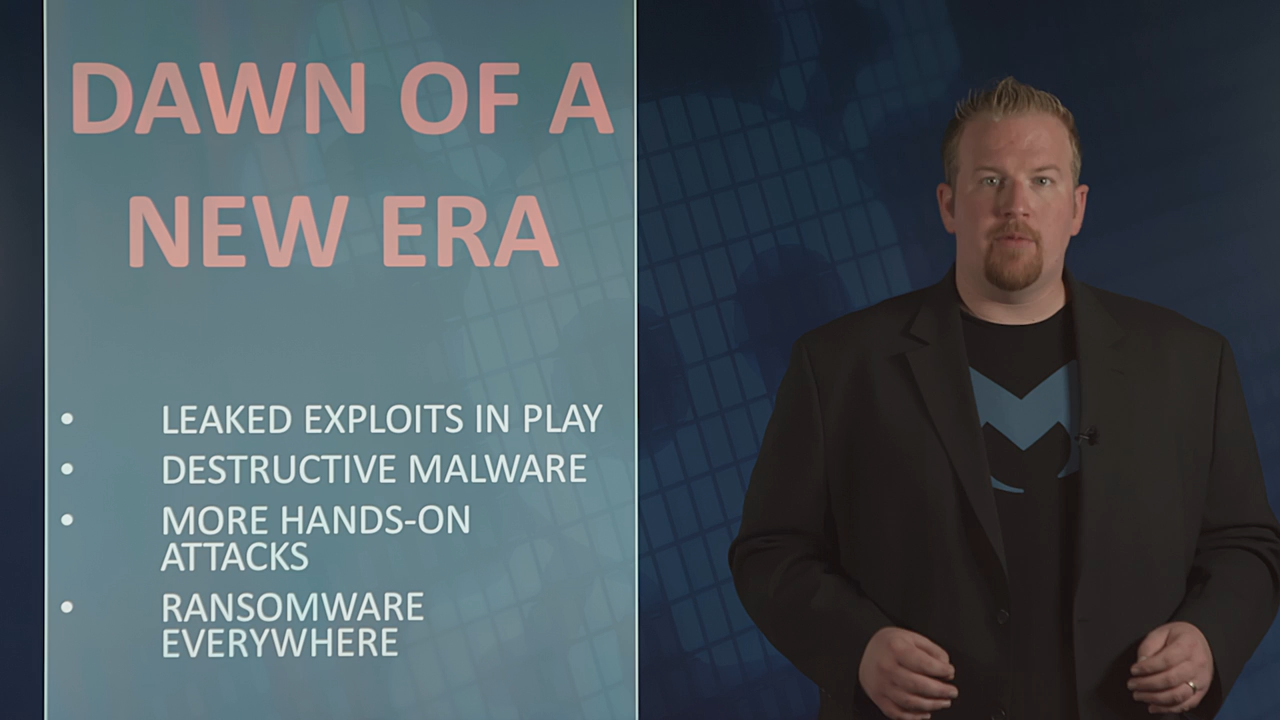 DAWN OF A
NEW ERA
• LEAKED EXPLOITS IN PLAY
• DESTRUCTIVE MALWARE
• MORE HANDS-ON
ATTACKS
• RANSOMWARE
EVERYWHERE